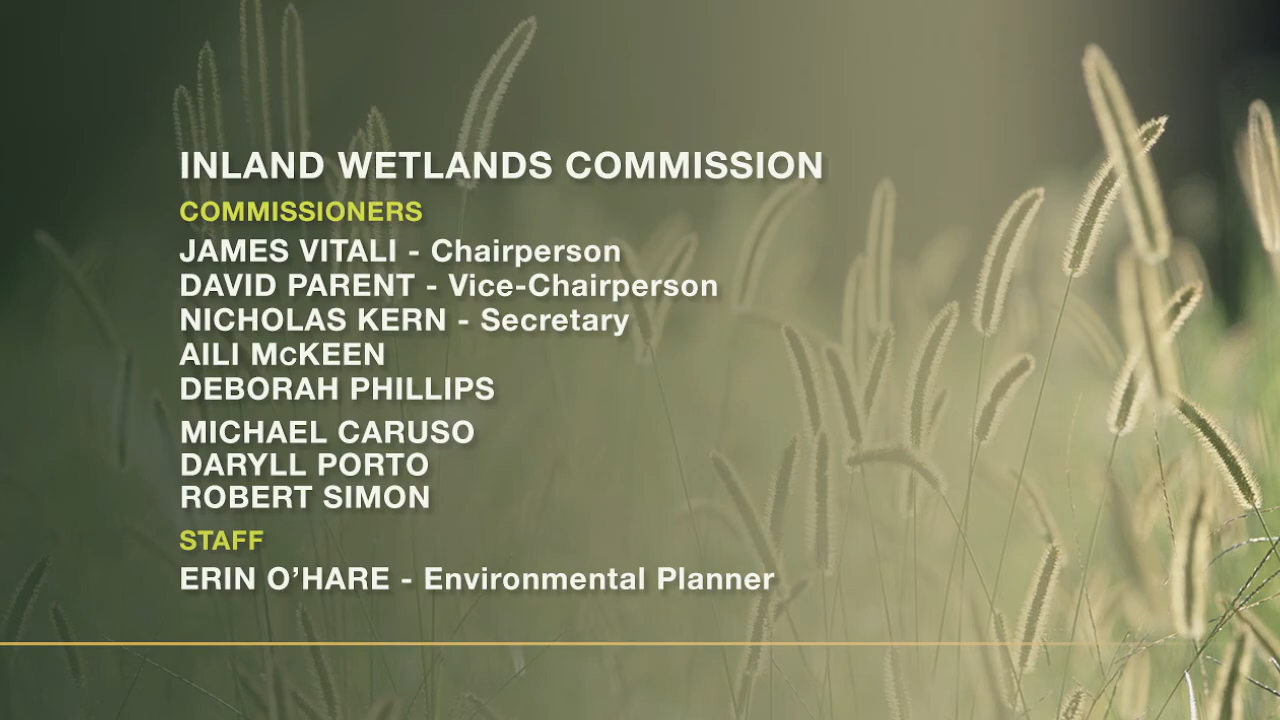 INLAND WETLANDS COMMISSION
COMMISSIONERS
JAMES VITALI - Chairperson
DAVID PARENT - Vice-Chairperson
NICHOLAS KERN - Secretary
AILI McKEEN
DEBORAH PHILLIPS
MICHAEL CARUSO
DARYLL PORTO
ROBERT SIMON
STAFF
ERIN O’HARE - Environmental Planner